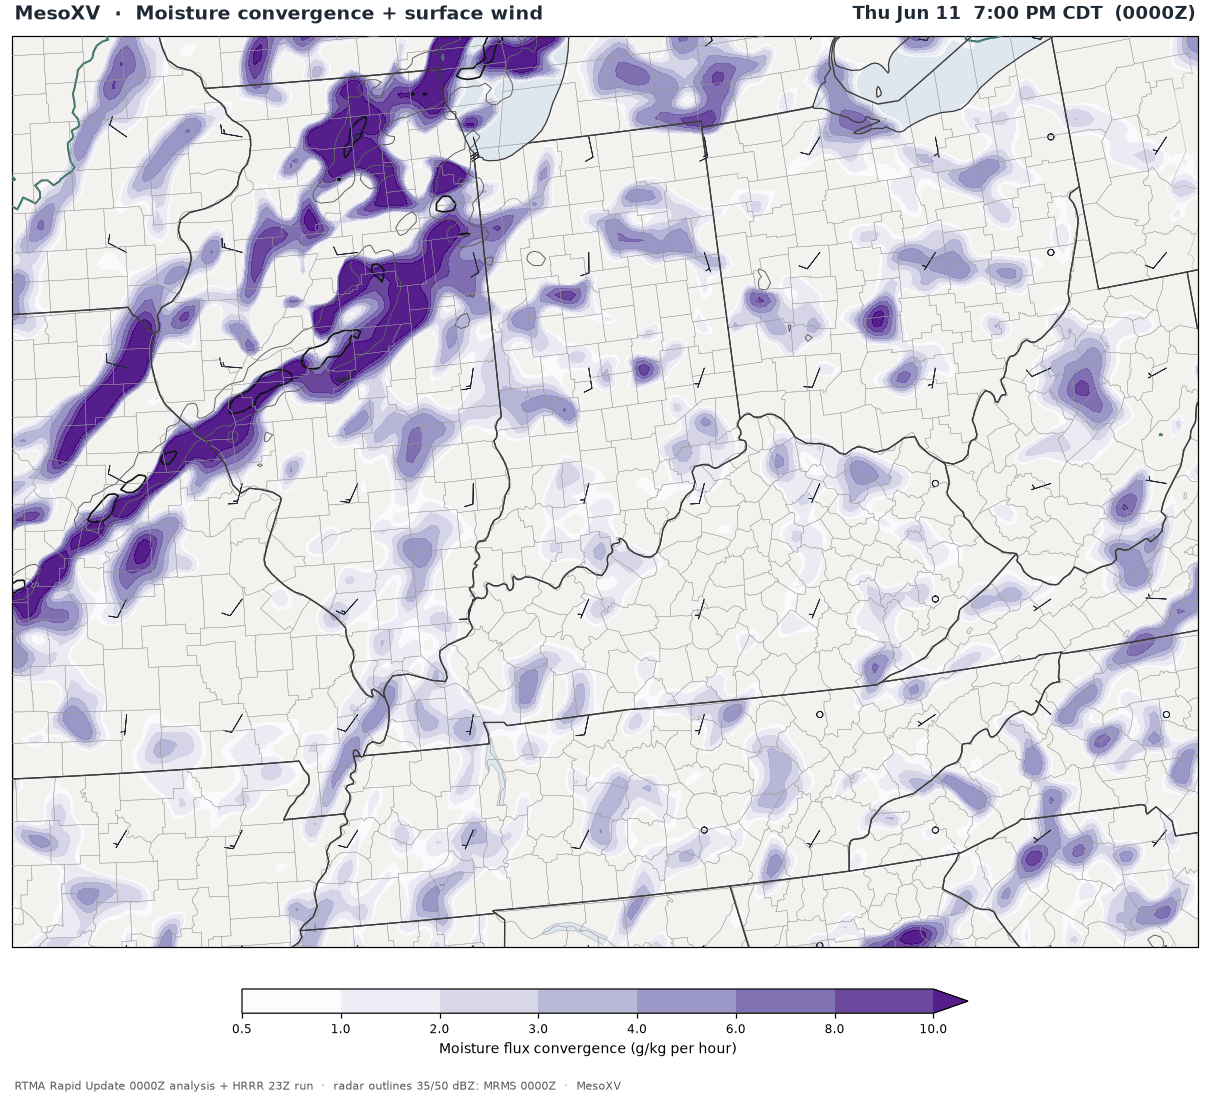 MesoXV · Moisture convergence + surface wind
Thu Jun 11 7:00 PM CDT (0000Z)
0.5 1.0 2.0 3.0 4.0 6.0 8.0 10.0
Moisture flux convergence (g/kg per hour)
RTMA Rapid Update 0000Z analysis + HRRR 23Z run · radar outlines 35/50 dBZ: MRMS 0000Z · MesoXV